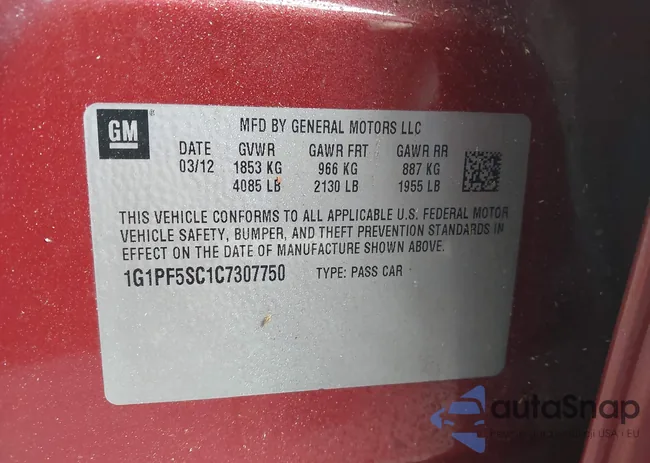 GM
MFD BY GENERAL MOTORS LLC
DATE GVWR GAWR FRT GAWR RR
03/12 1853 KG 966 KG 887 KG
4085 LB 2130 LB 1955 LB
THIS VEHICLE CONFORMS TO ALL APPLICABLE U.S. FEDERAL MOTOR
VEHICLE SAFETY, BUMPER, AND THEFT PREVENTION STANDARDS IN
EFFECT ON THE DATE OF MANUFACTURE SHOWN ABOVE.
1G1PF5SC1C7307750 TYPE: PASS CAR
autoSnap
USA i EU